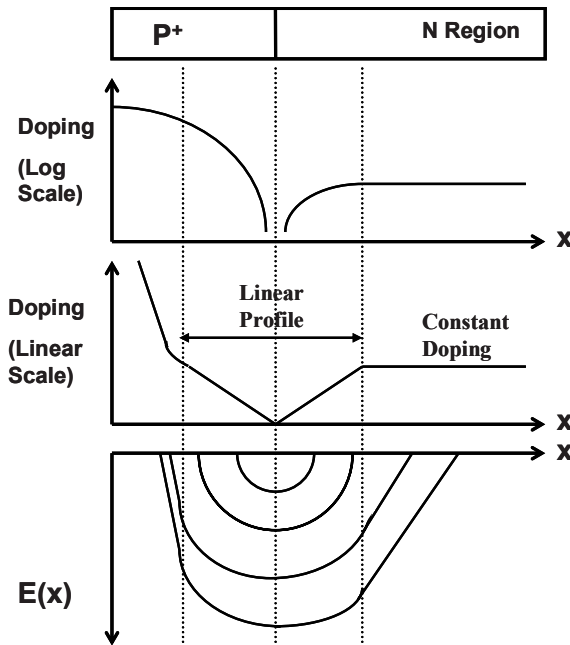 P+
N Region
Doping
(Log
Scale)
X
Doping
(Linear
Scale)
Linear
Profile
Constant
Doping
X
X
E(x)